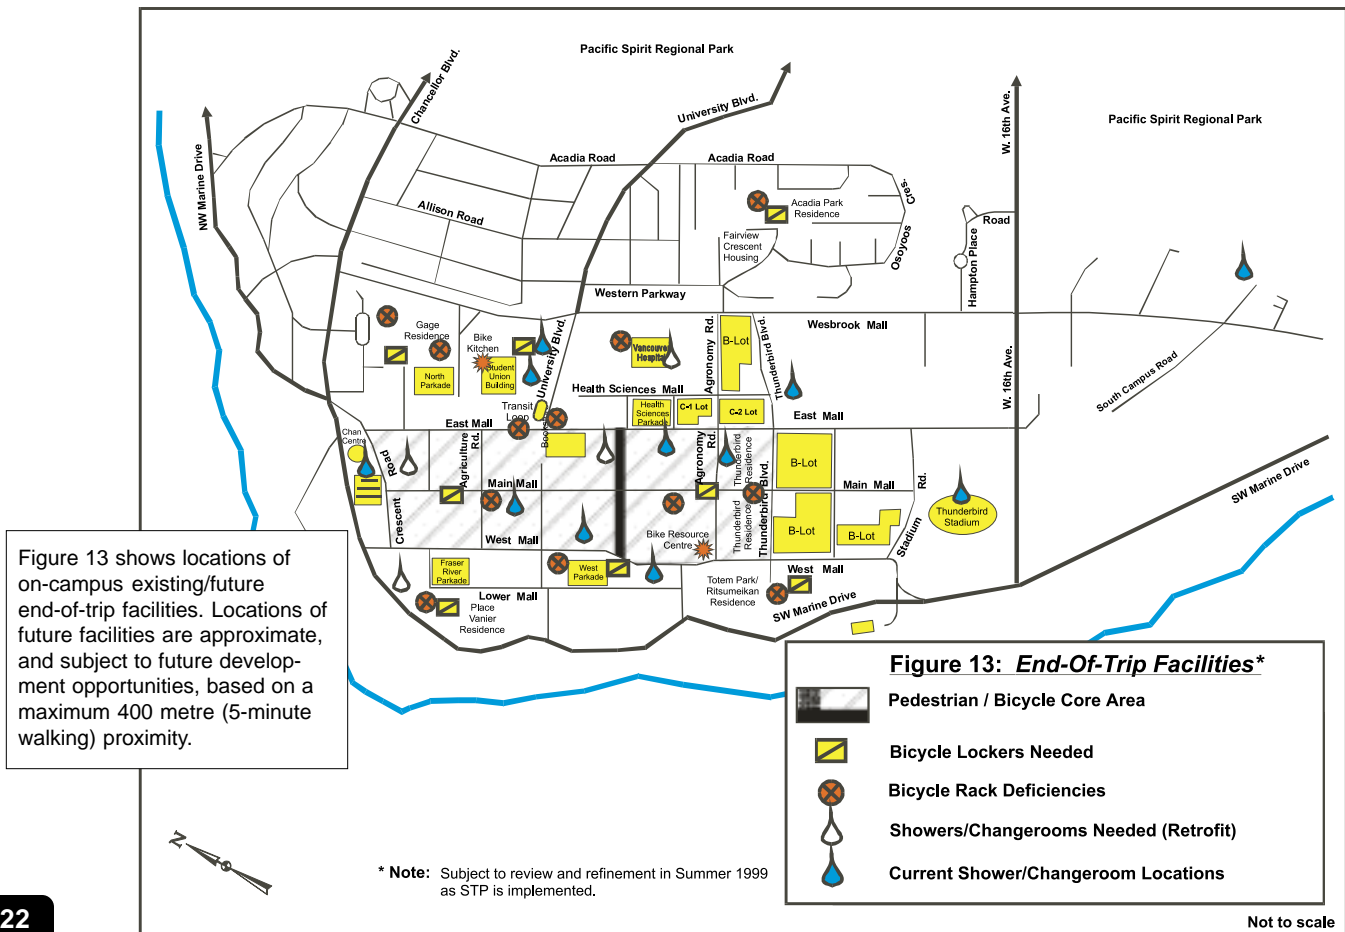 Pacific Spirit Regional Park
Chancellor Blvd.
University Blvd.
W. 16th Ave.
Pacific Spirit Regional Park
NW Marine Drive
Acadia Road
Acadia Road
Allison Road
Acadia Park
Residence
Cres.
Osoyoos
Road
Hampton Place
Fairview
Crescent
Housing
Western Parkway
Wesbrook Mall
Gage
Residence
Bike
Kitchen
University Blvd.
Vancouver
Hospital
Agronomy Rd.
B-Lot
Thunderbird Blvd.
W. 16th Ave.
South Campus Road
North
Parkade
Student
Union
Building
Health Sciences Mall
Transit
Loop
Health
Sciences
Parkade
C-1 Lot
C-2 Lot
East Mall
East Mall
Chan
Centre
Road
Crescent
Agriculture
Rd.
Agronomy
Rd.
Thunderbird
Residence
Thunderbird Blvd.
B-Lot
Main Mall
Main Mall
Rd.
Stadium
SW Marine Drive
Thunderbird
Stadium
Thunderbird
Residence
B-Lot
B-Lot
West Mall
Bike Resource
Centre
Fraser
River
Parkade
West
Parkade
West Mall
Totem Park/
Ritsumeikan
Residence
Lower Mall
Place
Vanier
Residence
SW Marine Drive
Figure 13 shows locations of
on-campus existing/future
end-of-trip facilities. Locations of
future facilities are approximate,
and subject to future develop-
ment opportunities, based on a
maximum 400 metre (5-minute
walking) proximity.
Figure 13: End-Of-Trip Facilities*
Pedestrian / Bicycle Core Area
Bicycle Lockers Needed
Bicycle Rack Deficiencies
Showers/Changerooms Needed (Retrofit)
Current Shower/Changeroom Locations
N
* Note: Subject to review and refinement in Summer 1999
as STP is implemented.
22
Not to scale